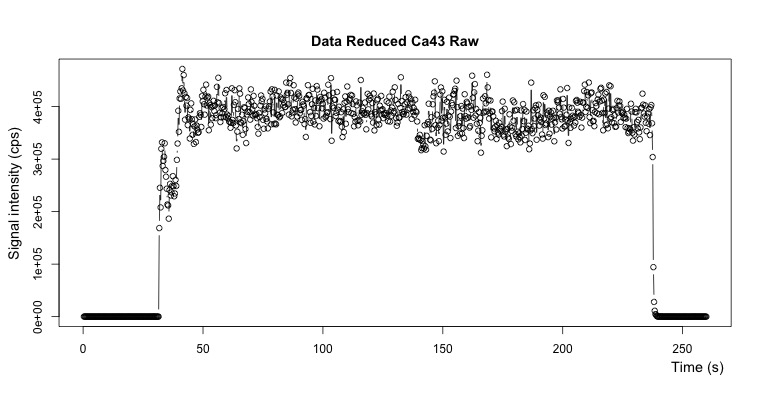 Data Reduced Ca43 Raw
Signal intensity (cps)
4e+05
3e+05
2e+05
1e+05
0e+00
0 50 100 150 200 250
Time (s)